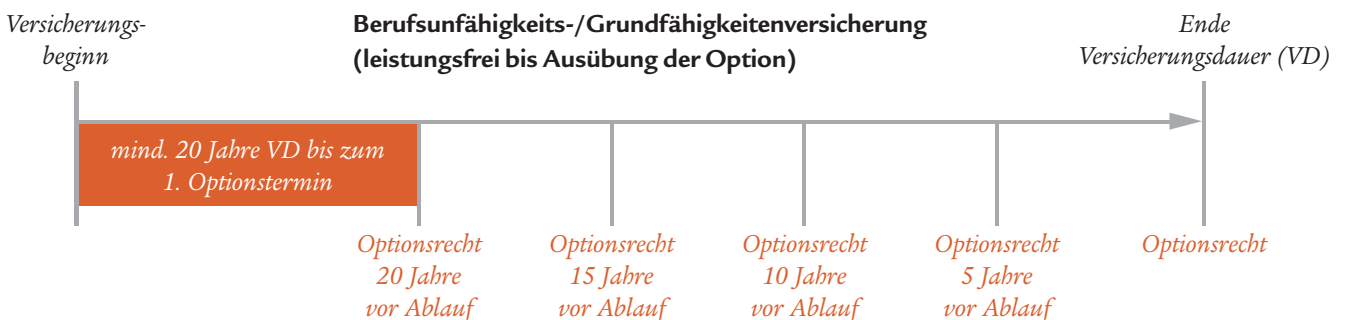 Versicherungs-
beginn
Berufsunfähigkeits-/Grundfähigkeitenversicherung
(leistungsfrei bis Ausübung der Option)
Ende
Versicherungsdauer (VD)
mind. 20 Jahre VD bis zum
1. Optionstermin
Optionsrecht
20 Jahre
vor Ablauf
Optionsrecht
15 Jahre
vor Ablauf
Optionsrecht
10 Jahre
vor Ablauf
Optionsrecht
5 Jahre
vor Ablauf
Optionsrecht